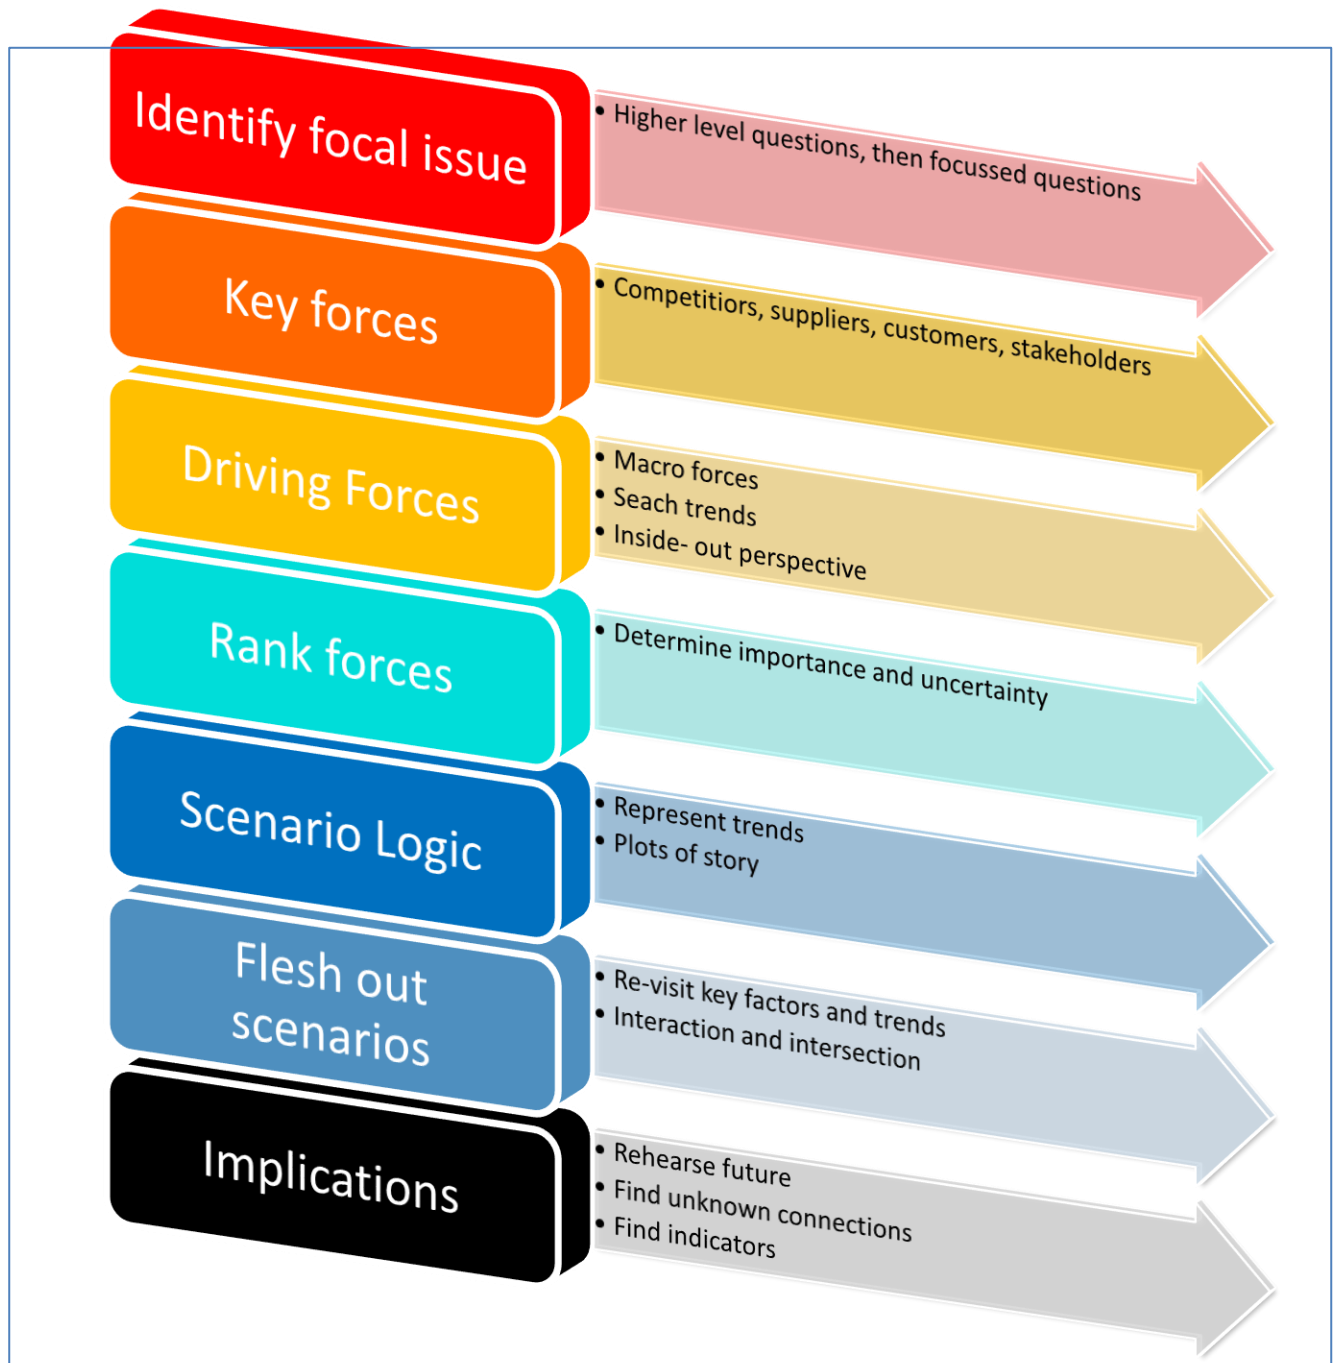 Identify focal issue
• Higher level questions, then focussed questions
Key forces
• Competitiors, suppliers, customers, stakeholders
Driving Forces
• Macro forces
• Seach trends
• Inside- out perspective
Rank forces
• Determine importance and uncertainty
Scenario Logic
• Represent trends
• Plots of story
Flesh out
scenarios
• Re-visit key factors and trends
• Interaction and intersection
Implications
• Rehearse future
• Find unknown connections
• Find indicators